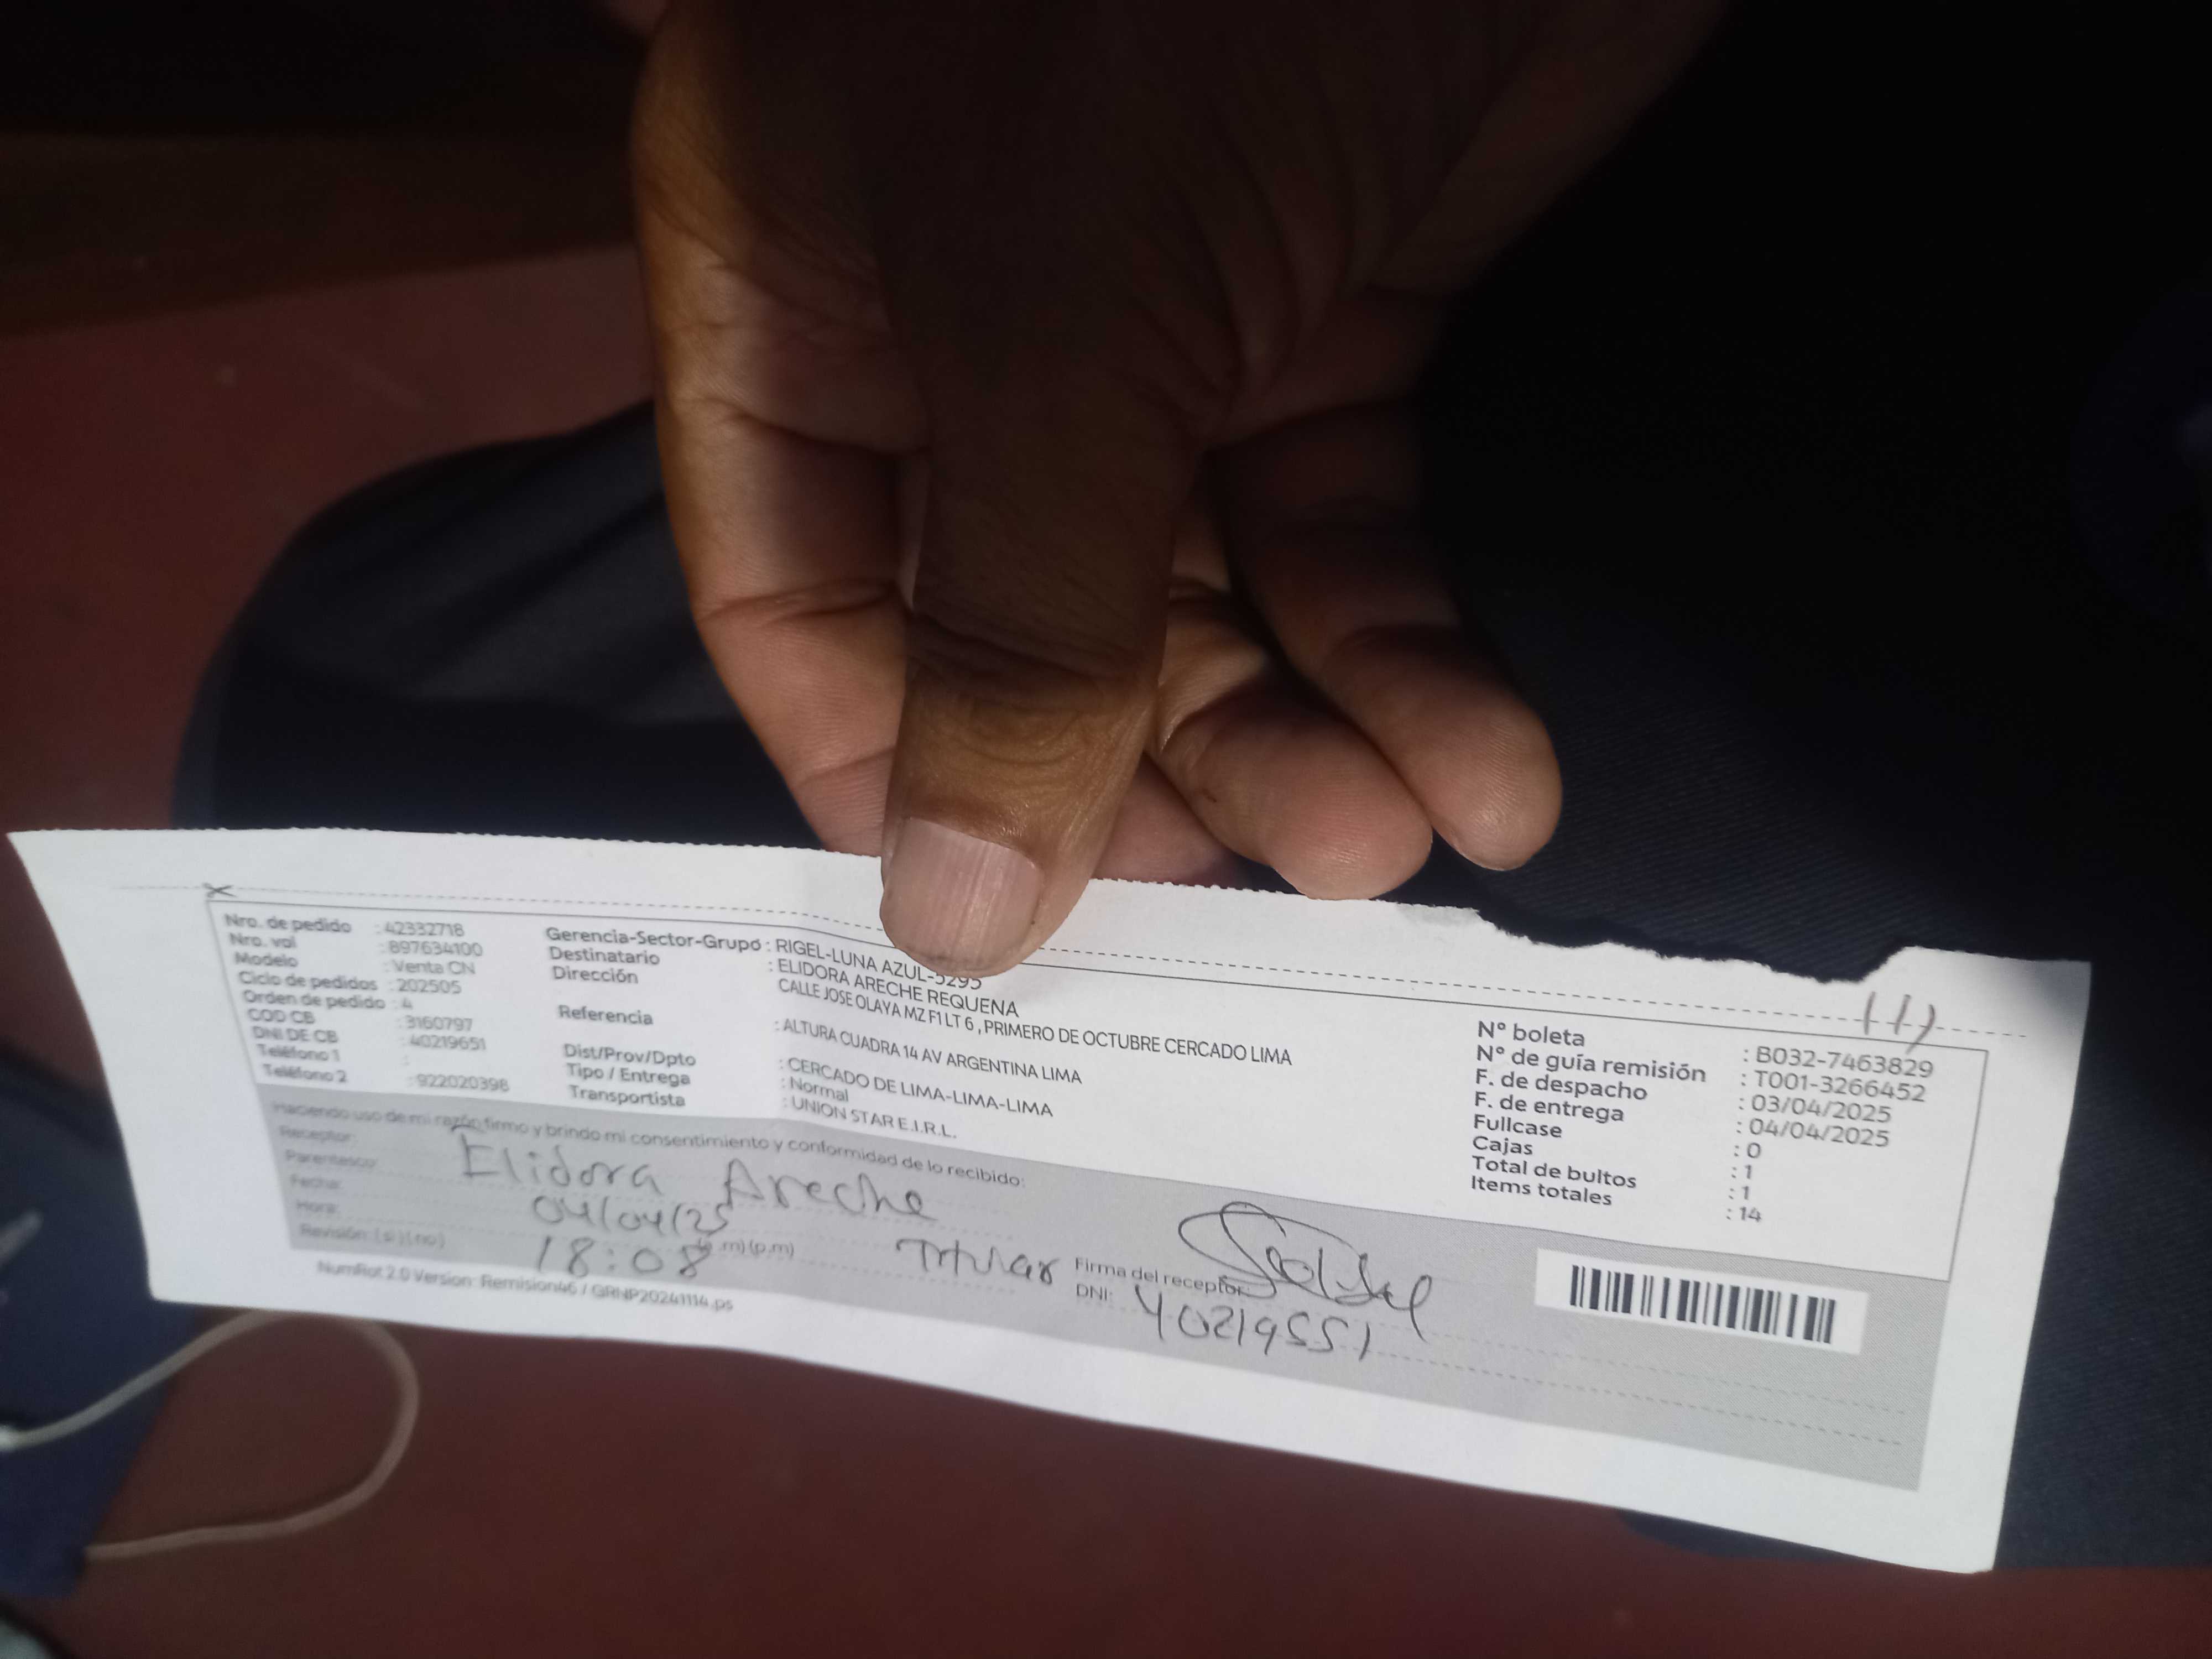 Nro. de pedido : 42332718
Nro. val : 897634100
Modelo : Venta CN
Ciclo de pedidos : 202505
Orden de pedido : 4
COD CB : 3160797
DNI DE CB : 40219651
Teléfono 1 :
Teléfono 2 : 922020398
Gerencia-Sector-Grupo : RIGEL-LUNA AZUL-5295
Destinatario : ELIDORA ARECHE REQUENA
Dirección CALLE JOSE OLAYA MZ F1 LT 6 , PRIMERO DE OCTUBRE CERCADO LIMA
Referencia : ALTURA CUADRA 14 AV ARGENTINA LIMA
Dist/Prov/Dpto : CERCADO DE LIMA-LIMA-LIMA
Tipo / Entrega : Normal
Transportista : UNION STAR E.I.R.L.
N° boleta : B032-7463829
N° de guía remisión : T001-3266452
F. de despacho : 03/04/2025
F. de entrega : 04/04/2025
Fullcase : 0
Cajas : 1
Total de bultos : 1
Items totales : 14
Haciendo uso de mi razón firmo y brindo mi consentimiento y conformidad de lo recibido:
Receptor: Elidora Areche
Parentesco:
Fecha: 04/04/25
Hora: 18:08 (a.m) (p.m)
Revisión: (si) (no)
Titular
Firma del receptor
DNI: 40219551
NumRot 2.0 Version: Remision46 / GRNP20241114.ps